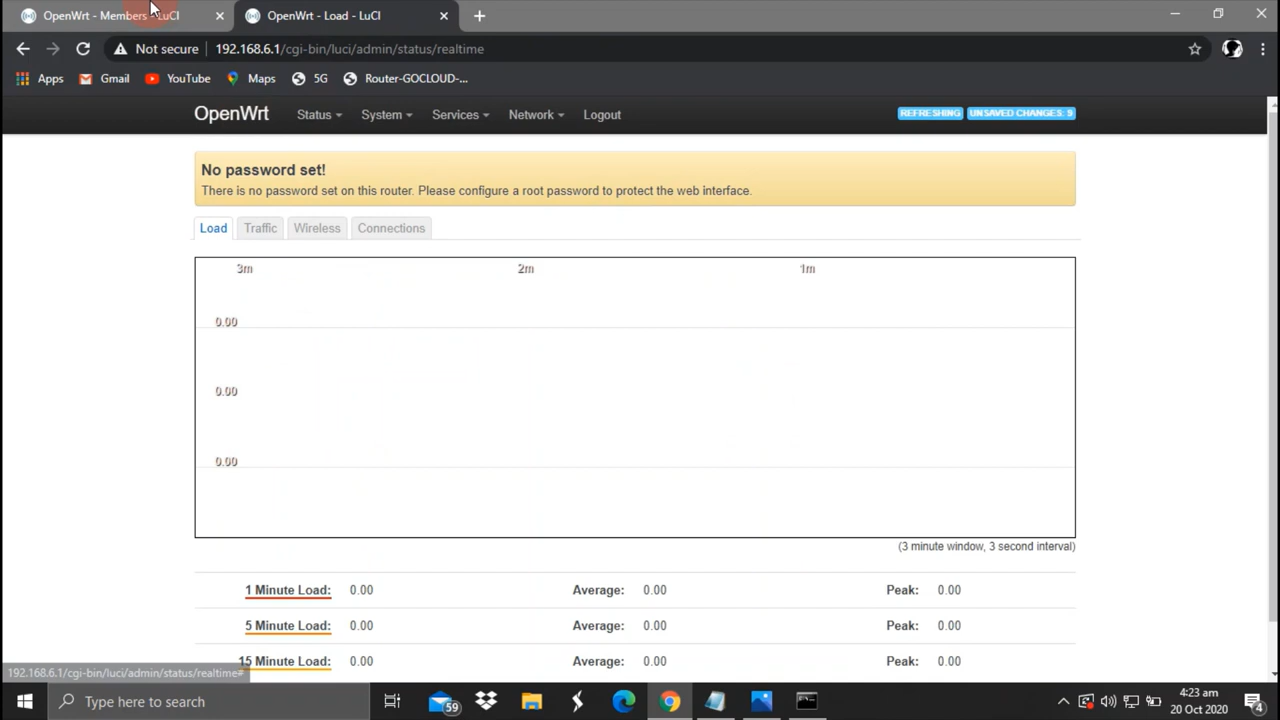 OpenWrt - Members - LuCI
OpenWrt - Load - LuCI
Not secure 192.168.6.1/cgi-bin/luci/admin/status/realtime
Apps Gmail YouTube Maps 5G Router-GOCLOUD-...
OpenWrt Status System Services Network Logout REFRESHING UNSAVED CHANGES: 9
No password set!
There is no password set on this router. Please configure a root password to protect the web interface.
Load Traffic Wireless Connections
3m 2m 1m
0.00
0.00
0.00
(3 minute window, 3 second interval)
1 Minute Load: 0.00 Average: 0.00 Peak: 0.00
5 Minute Load: 0.00 Average: 0.00 Peak: 0.00
15 Minute Load: 0.00 Average: 0.00 Peak: 0.00
192.168.6.1/cgi-bin/luci/admin/status/realtime#
Type here to search 59 4:23 am
20 Oct 2020 4